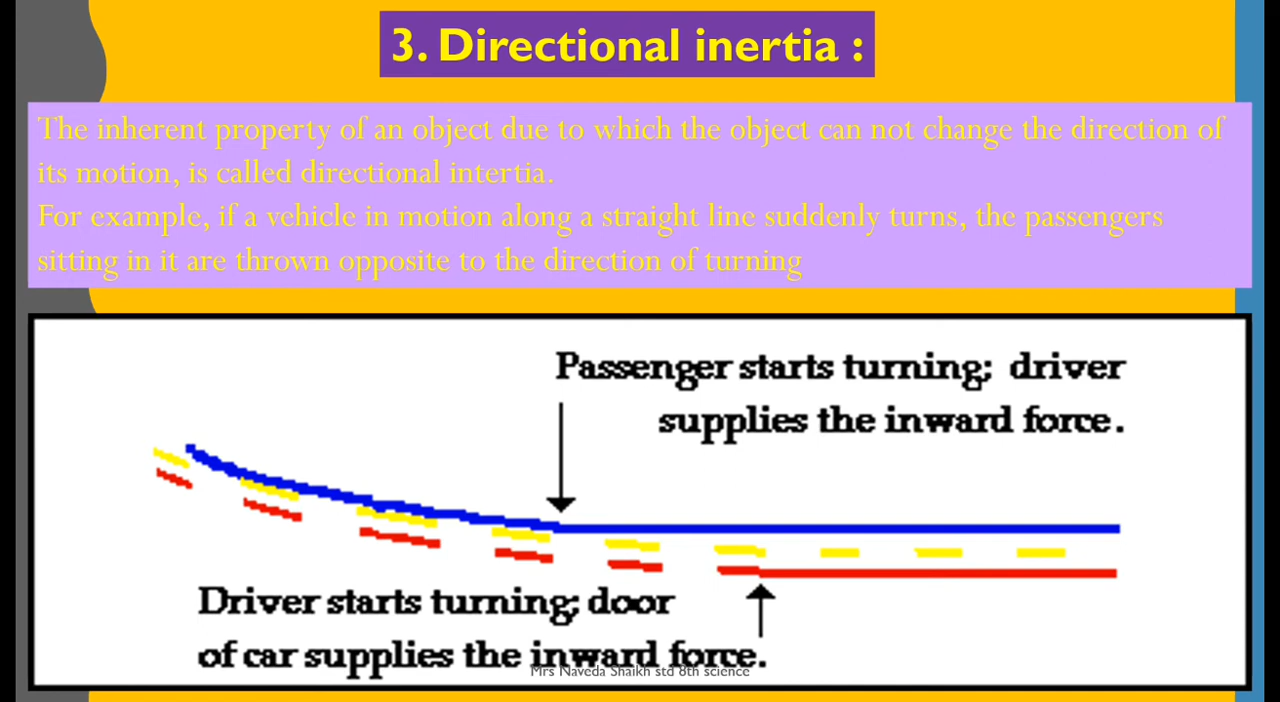 3. Directional inertia :
The inherent property of an object due to which the object can not change the direction of
its motion, is called directional intertia.
For example, if a vehicle in motion along a straight line suddenly turns, the passengers
sitting in it are thrown opposite to the direction of turning
Passenger starts turning; driver
supplies the inward force.
Driver starts turning; door
of car supplies the inward force.
Mrs Naveda Shaikh std 8th science